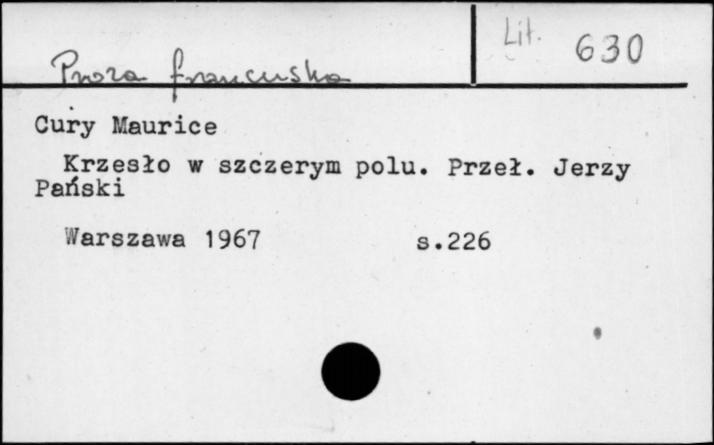 Proza francuska
Lit. 630
Cury Maurice
Krzesło w szczerym polu. Przeł. Jerzy
Pański
Warszawa 1967 s.226